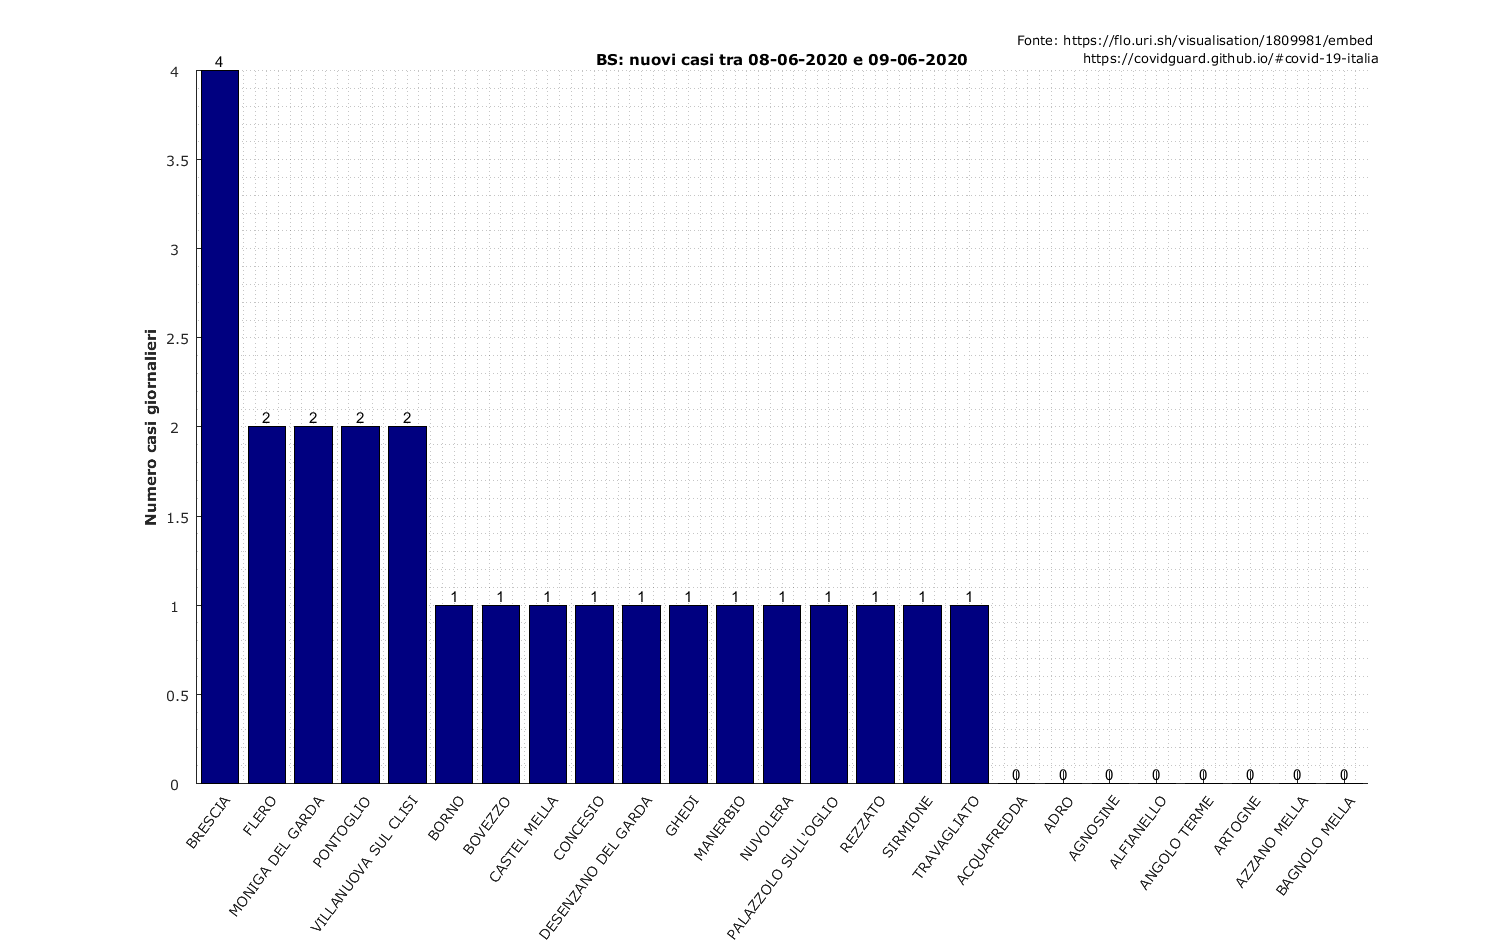 Fonte: https://flo.uri.sh/visualisation/1809981/embed
https://covidguard.github.io/#covid-19-italia
BS: nuovi casi tra 08-06-2020 e 09-06-2020
Numero casi giornalieri
4
3.5
3
2.5
2
1.5
1
0.5
0
4 2 2 2 2 1 1 1 1 1 1 1 1 1 1 1 1 0 0 0 0 0 0 0 0
BRESCIA
FLERO
MONIGA DEL GARDA
PONTOGLIO
VILLANUOVA SUL CLISI
BORNO
BOVEZZO
CASTEL MELLA
CONCESIO
DESENZANO DEL GARDA
GHEDI
MANERBIO
NUVOLERA
PALAZZOLO SULL'OGLIO
REZZATO
SIRMIONE
TRAVAGLIATO
ACQUAFREDDA
ADRO
AGNOSINE
ALFIANELLO
ANGOLO TERME
ARTOGNE
AZZANO MELLA
BAGNOLO MELLA